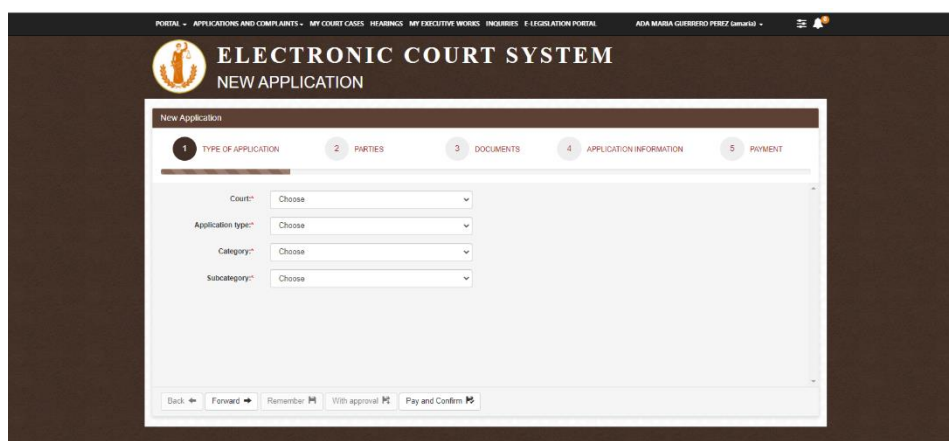 PORTAL APPLICATIONS AND COMPLAINTS MY COURT CASES HEARINGS MY EXECUTIVE WORKS INQUIRIES E-LEGISLATION PORTAL ADA MARIA GUERRERO PEREZ (amaria)
ELECTRONIC COURT SYSTEM
NEW APPLICATION
New Application
1 TYPE OF APPLICATION 2 PARTIES 3 DOCUMENTS 4 APPLICATION INFORMATION 5 PAYMENT
Court:* Choose
Application type:* Choose
Category:* Choose
Subcategory:* Choose
Back Forward Remember With approval Pay and Confirm